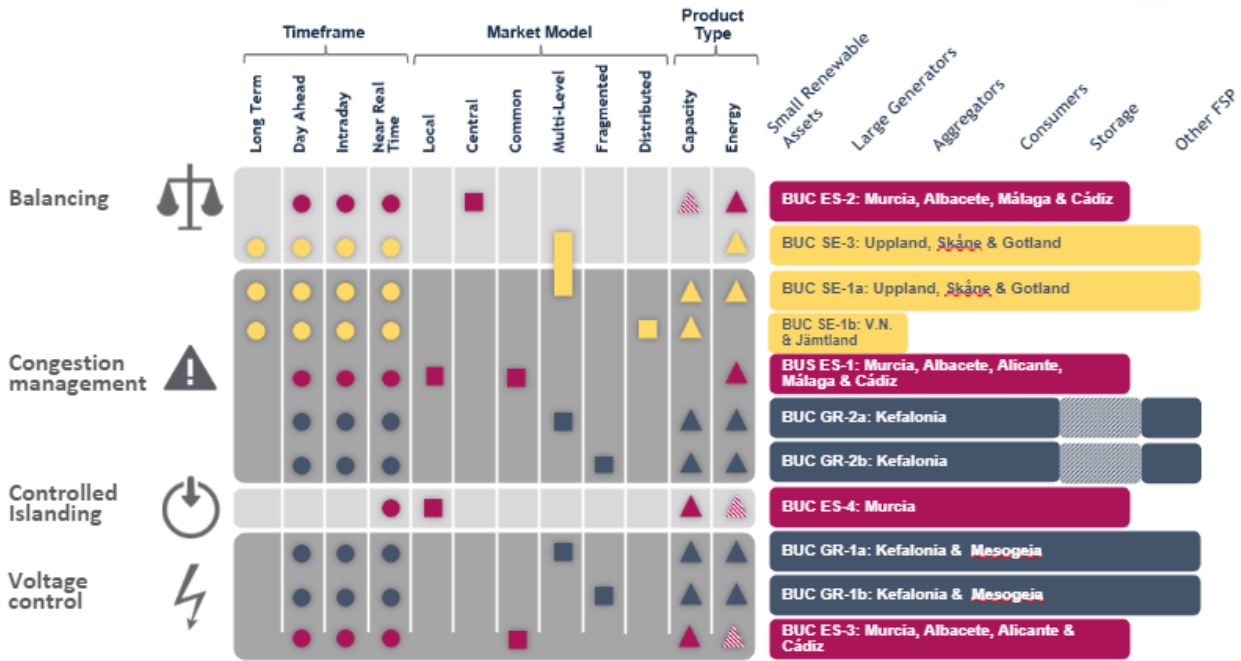 Timeframe
Market Model
Product
Type
Long Term
Day Ahead
Intraday
Near Real
Time
Local
Central
Common
Multi-Level
Fragmented
Distributed
Capacity
Energy
Small Renewable
Assets
Large Generators
Aggregators
Consumers
Storage
Other FSP
Balancing
BUC ES-2: Murcia, Albacete, Málaga & Cádiz
BUC SE-3: Uppland, Skåne & Gotland
Congestion
management
BUC SE-1a: Uppland, Skåne & Gotland
BUC SE-1b: V.N.
& Jämtland
BUS ES-1: Murcia, Albacete, Alicante,
Málaga & Cádiz
BUC GR-2a: Kefalonia
BUC GR-2b: Kefalonia
Controlled
Islanding
BUC ES-4: Murcia
Voltage
control
BUC GR-1a: Kefalonia & Mesogeia
BUC GR-1b: Kefalonia & Mesogeia
BUC ES-3: Murcia, Albacete, Alicante &
Cádiz